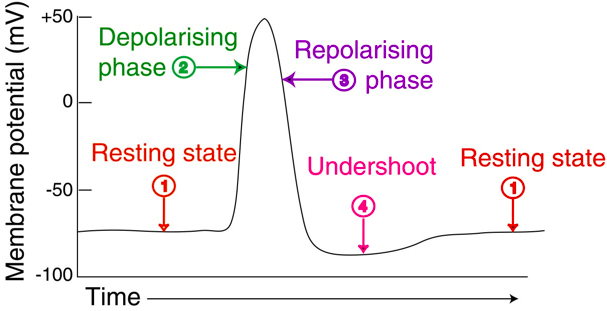 Membrane potential (mV)
+50
0
-50
-100
Depolarising
phase 2
Repolarising
3 phase
Resting state
1
Undershoot
4
Resting state
1
Time